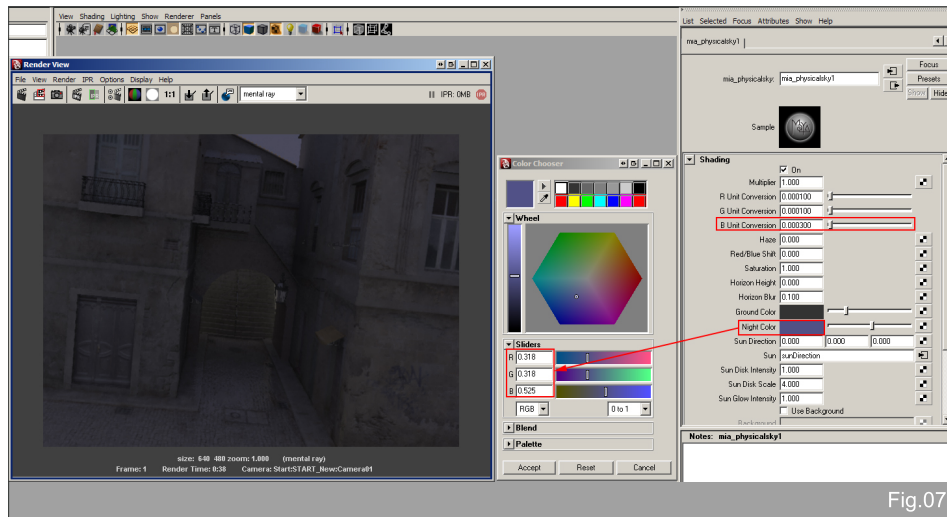 View Shading Lighting Show Renderer Panels
Render View
File View Render IPR Options Display Help
1:1
mental ray
IPR: 0MB
size: 640 480 zoom: 1.000 (mental ray)
Frame: 1 Render Time: 0:38 Camera: Start:START_New:Camera01
Color Chooser
Wheel
Sliders
R 0.318
G 0.318
B 0.525
RGB
0 to 1
Blend
Palette
Accept Reset Cancel
List Selected Focus Attributes Show Help
mia_physicalsky1
mia_physicalsky: mia_physicalsky1
Focus
Presets
Show Hide
Sample
Shading
On
Multiplier 1.000
R Unit Conversion 0.000100
G Unit Conversion 0.000100
B Unit Conversion 0.000300
Haze 0.000
Red/Blue Shift 0.000
Saturation 1.000
Horizon Height 0.000
Horizon Blur 0.100
Ground Color
Night Color
Sun Direction 0.000 0.000 0.000
Sun sunDirection
Sun Disk Intensity 1.000
Sun Disk Scale 4.000
Sun Glow Intensity 1.000
Use Background
Background
Notes: mia_physicalsky1
Fig.07